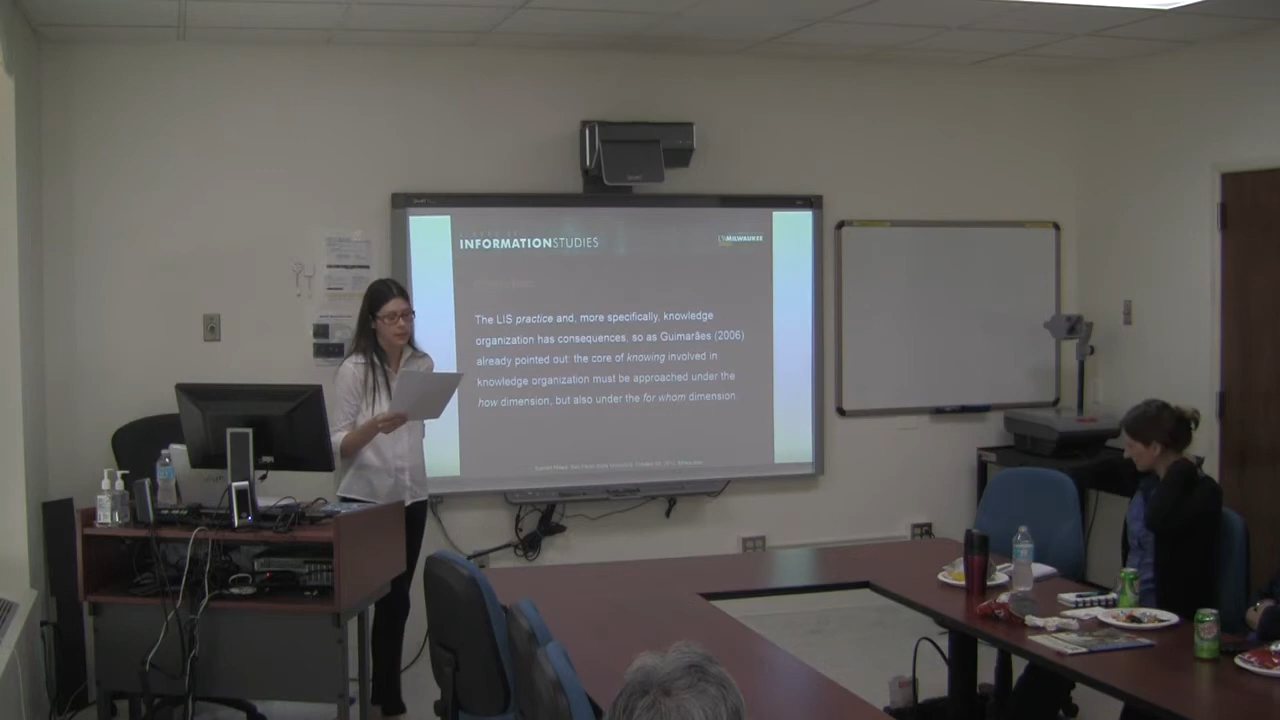 INFORMATIONSTUDIES
MILWAUKEE
The LIS practice and, more specifically, knowledge
organization has consequences, so as Guimarães (2006)
already pointed out: the core of knowing involved in
knowledge organization must be approached under the
how dimension, but also under the for whom dimension.